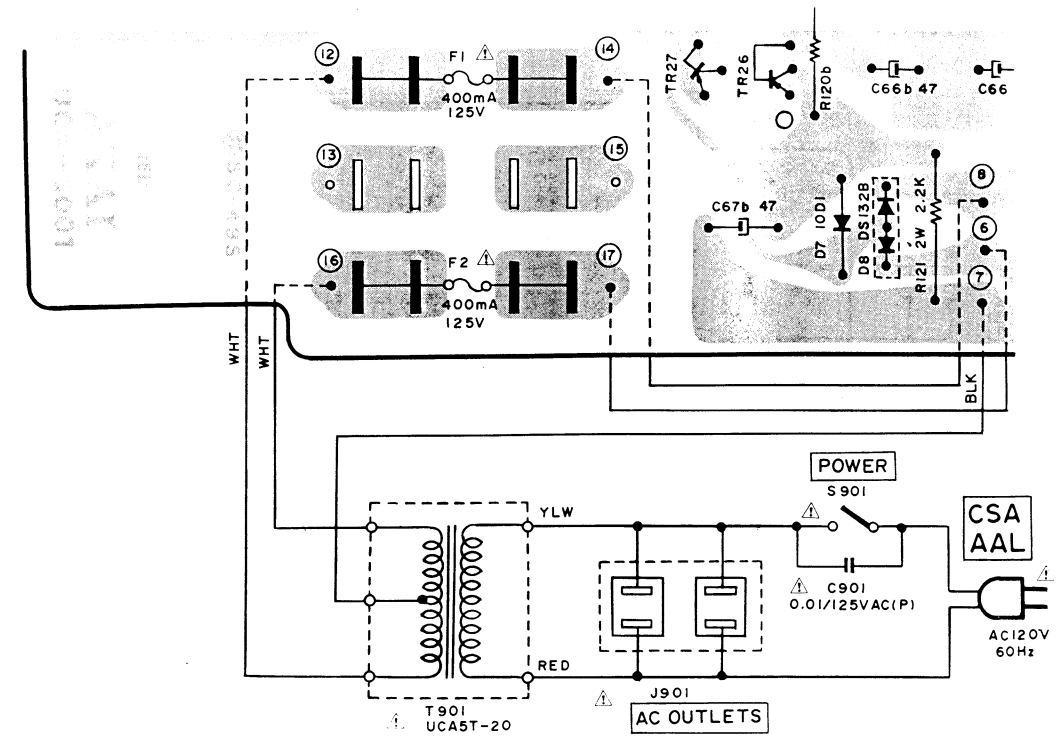 12
F1
14
400mA
125V
TR27
TR26
R120b
C66b 47
C66
13
15
8
C67b 47
D7 10D1
D8 DS132B
R121 2W 2.2K
6
16
F2
17
7
400mA
125V
WHT
WHT
BLK
POWER
S901
YLW
CSA
AAL
C901
0.01/125VAC(P)
AC120V
60Hz
RED
J901
AC OUTLETS
T901
UCA5T-20